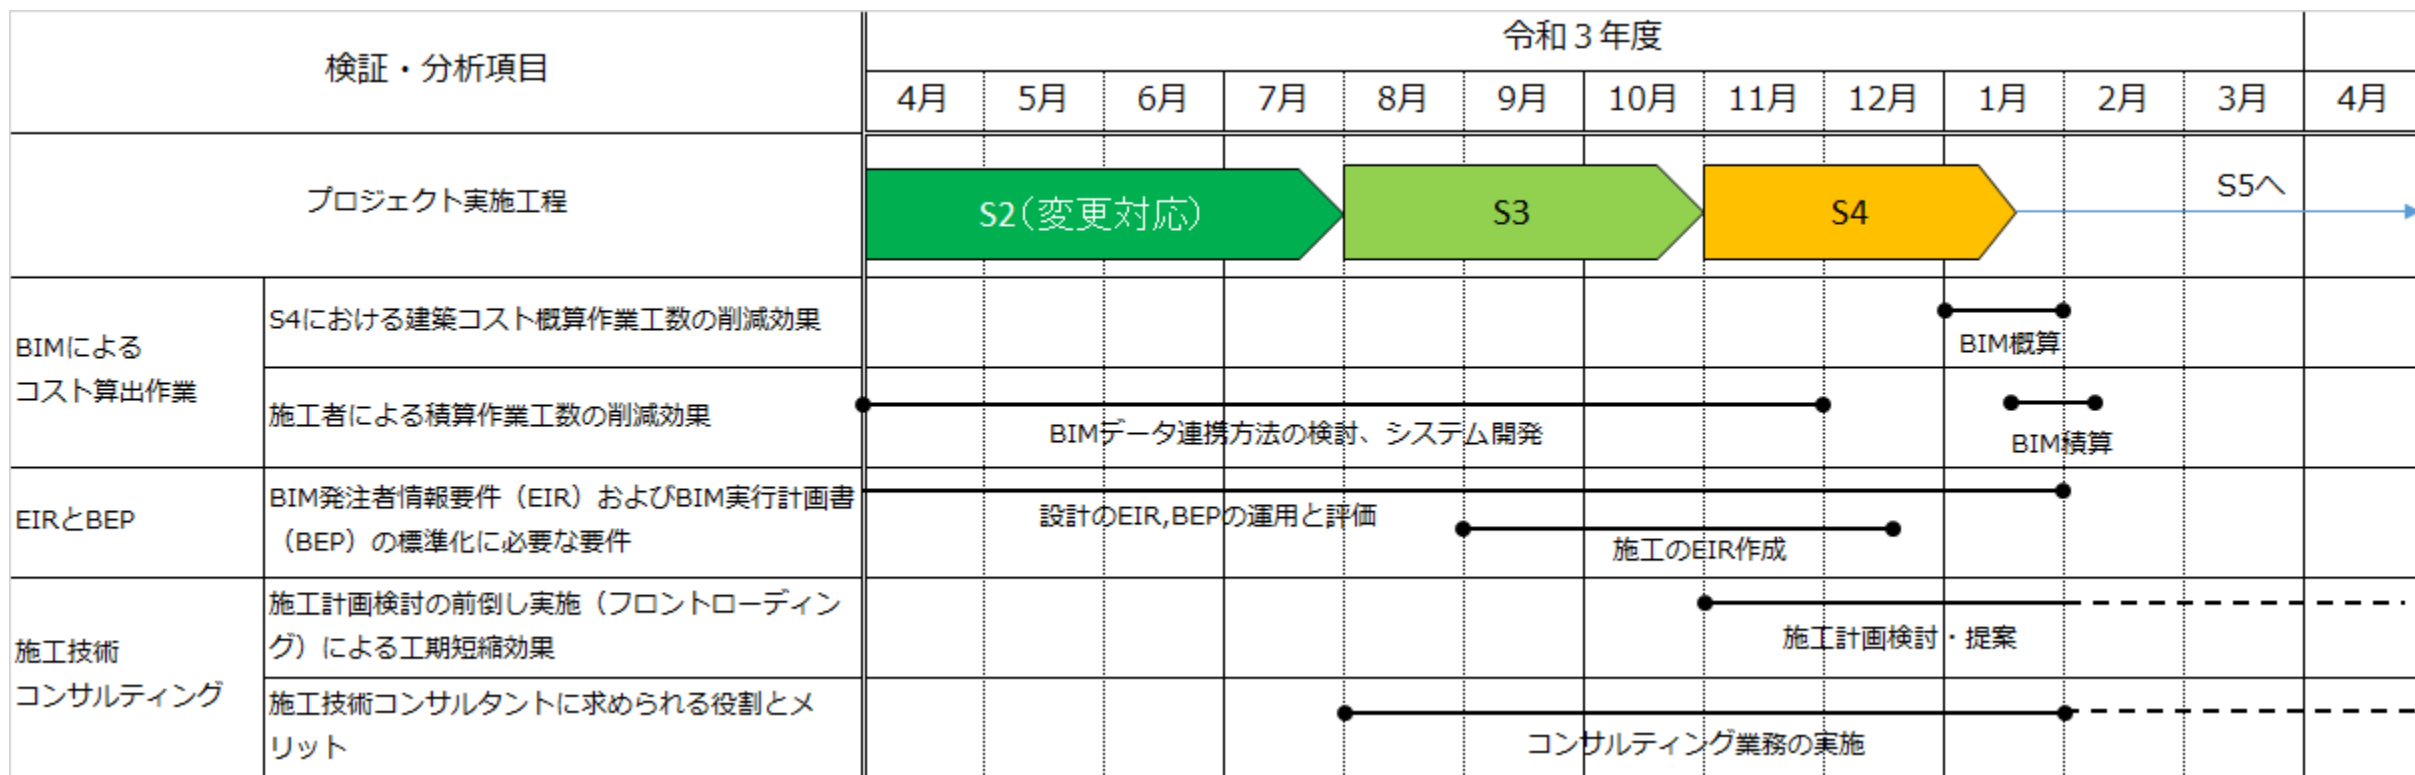 検証・分析項目
令和３年度
4月
5月
6月
7月
8月
9月
10月
11月
12月
1月
2月
3月
4月
プロジェクト実施工程
S2(変更対応)
S3
S4
S5へ
BIMによる
コスト算出作業
S4における建築コスト概算作業工数の削減効果
BIM概算
施工者による積算作業工数の削減効果
BIMデータ連携方法の検討、システム開発
BIM積算
EIRとBEP
BIM発注者情報要件（EIR）およびBIM実行計画書
（BEP）の標準化に必要な要件
設計のEIR,BEPの運用と評価
施工のEIR作成
施工技術
コンサルティング
施工計画検討の前倒し実施（フロントローディン
グ）による工期短縮効果
施工計画検討・提案
施工技術コンサルタントに求められる役割とメ
リット
コンサルティング業務の実施